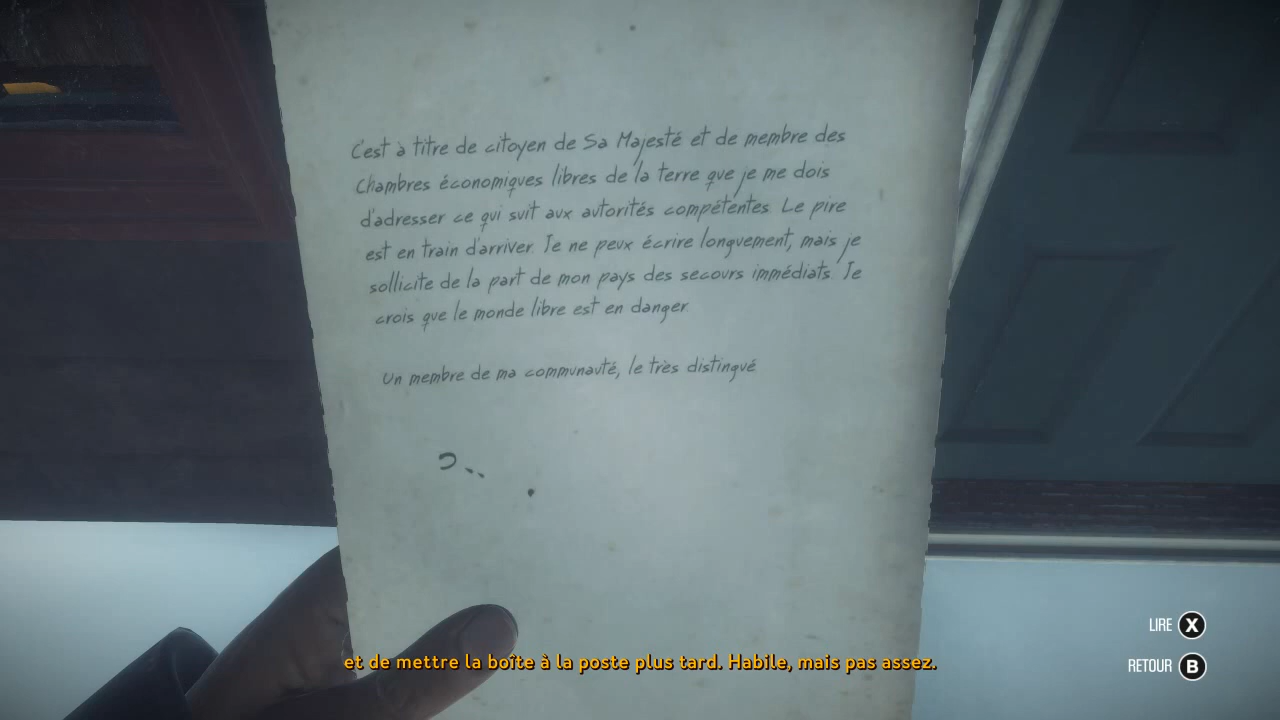 C'est à titre de citoyen de Sa Majesté et de membre des
Chambres économiques libres de la terre que je me dois
d'adresser ce qui suit aux autorités compétentes. Le pire
est en train d'arriver. Je ne peux écrire longuement, mais je
sollicite de la part de mon pays des secours immédiats. Je
crois que le monde libre est en danger.
Un membre de ma communauté, le très distingué
LIRE X
et de mettre la boîte à la poste plus tard. Habile, mais pas assez.
RETOUR B